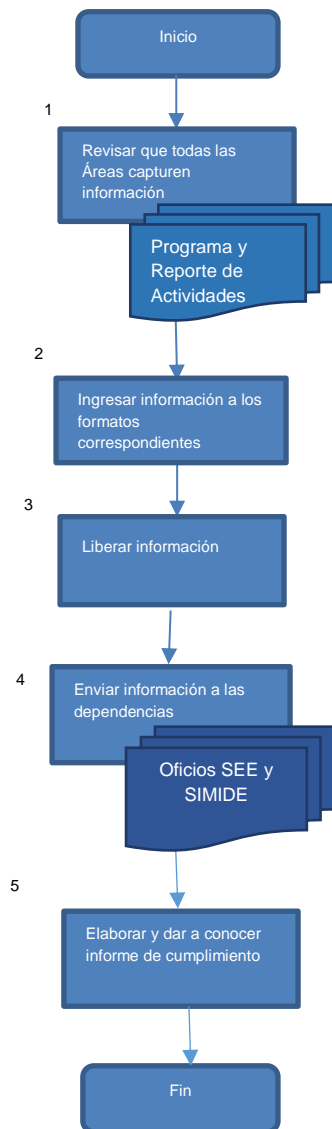 Inicio
1
Revisar que todas las
Áreas capturen
información
Programa y
Reporte de
Actividades
2
Ingresar información a los
formatos
correspondientes
3
Liberar información
4
Enviar información a las
dependencias
Oficios SEE y
SIMIDE
5
Elaborar y dar a conocer
informe de cumplimiento
Fin